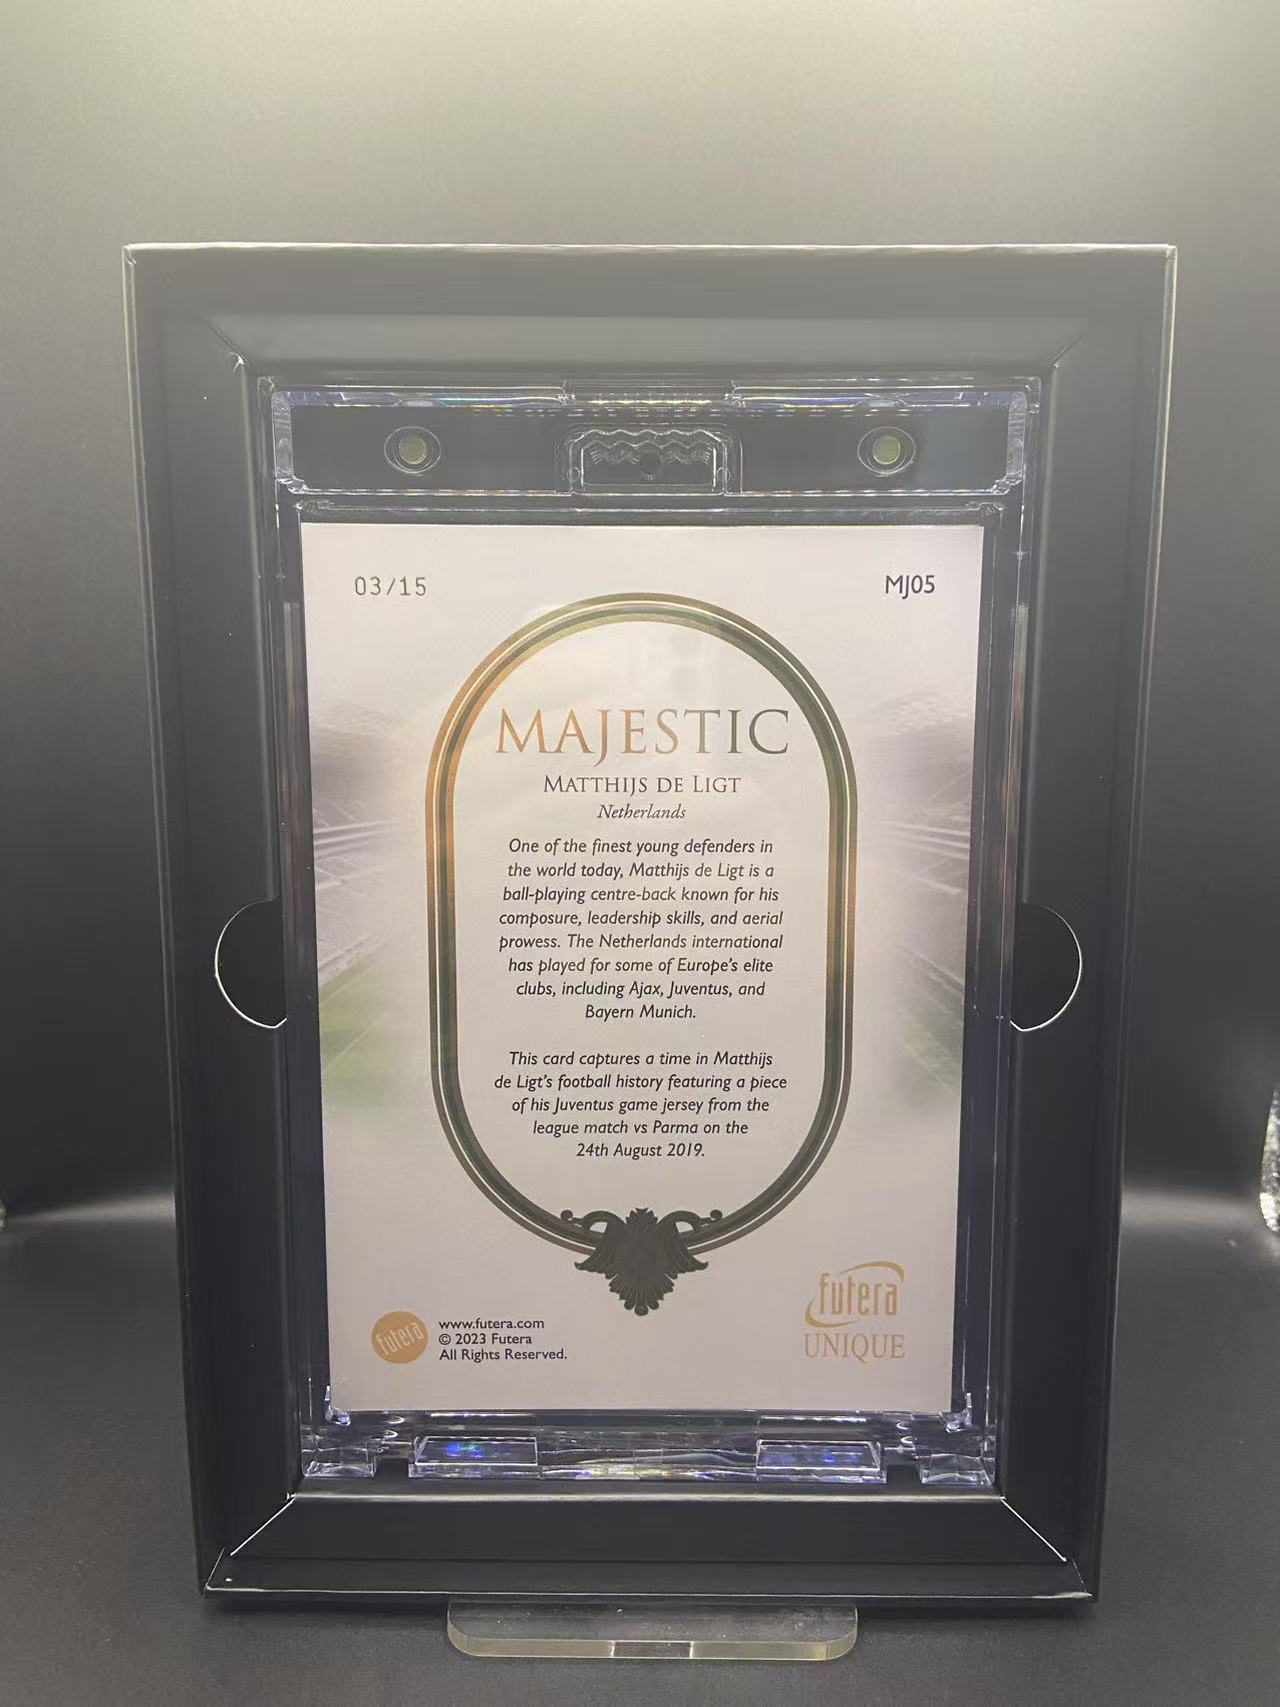 03/15
MJ05
MAJESTIC
MATTHIJS DE LIGT
Netherlands
One of the finest young defenders in
the world today, Matthijs de Ligt is a
ball-playing centre-back known for his
composure, leadership skills, and aerial
prowess. The Netherlands international
has played for some of Europe's elite
clubs, including Ajax, Juventus, and
Bayern Munich.
This card captures a time in Matthijs
de Ligt's football history featuring a piece
of his Juventus game jersey from the
league match vs Parma on the
24th August 2019.
futera
www.futera.com
© 2023 Futera
All Rights Reserved.
futera
UNIQUE